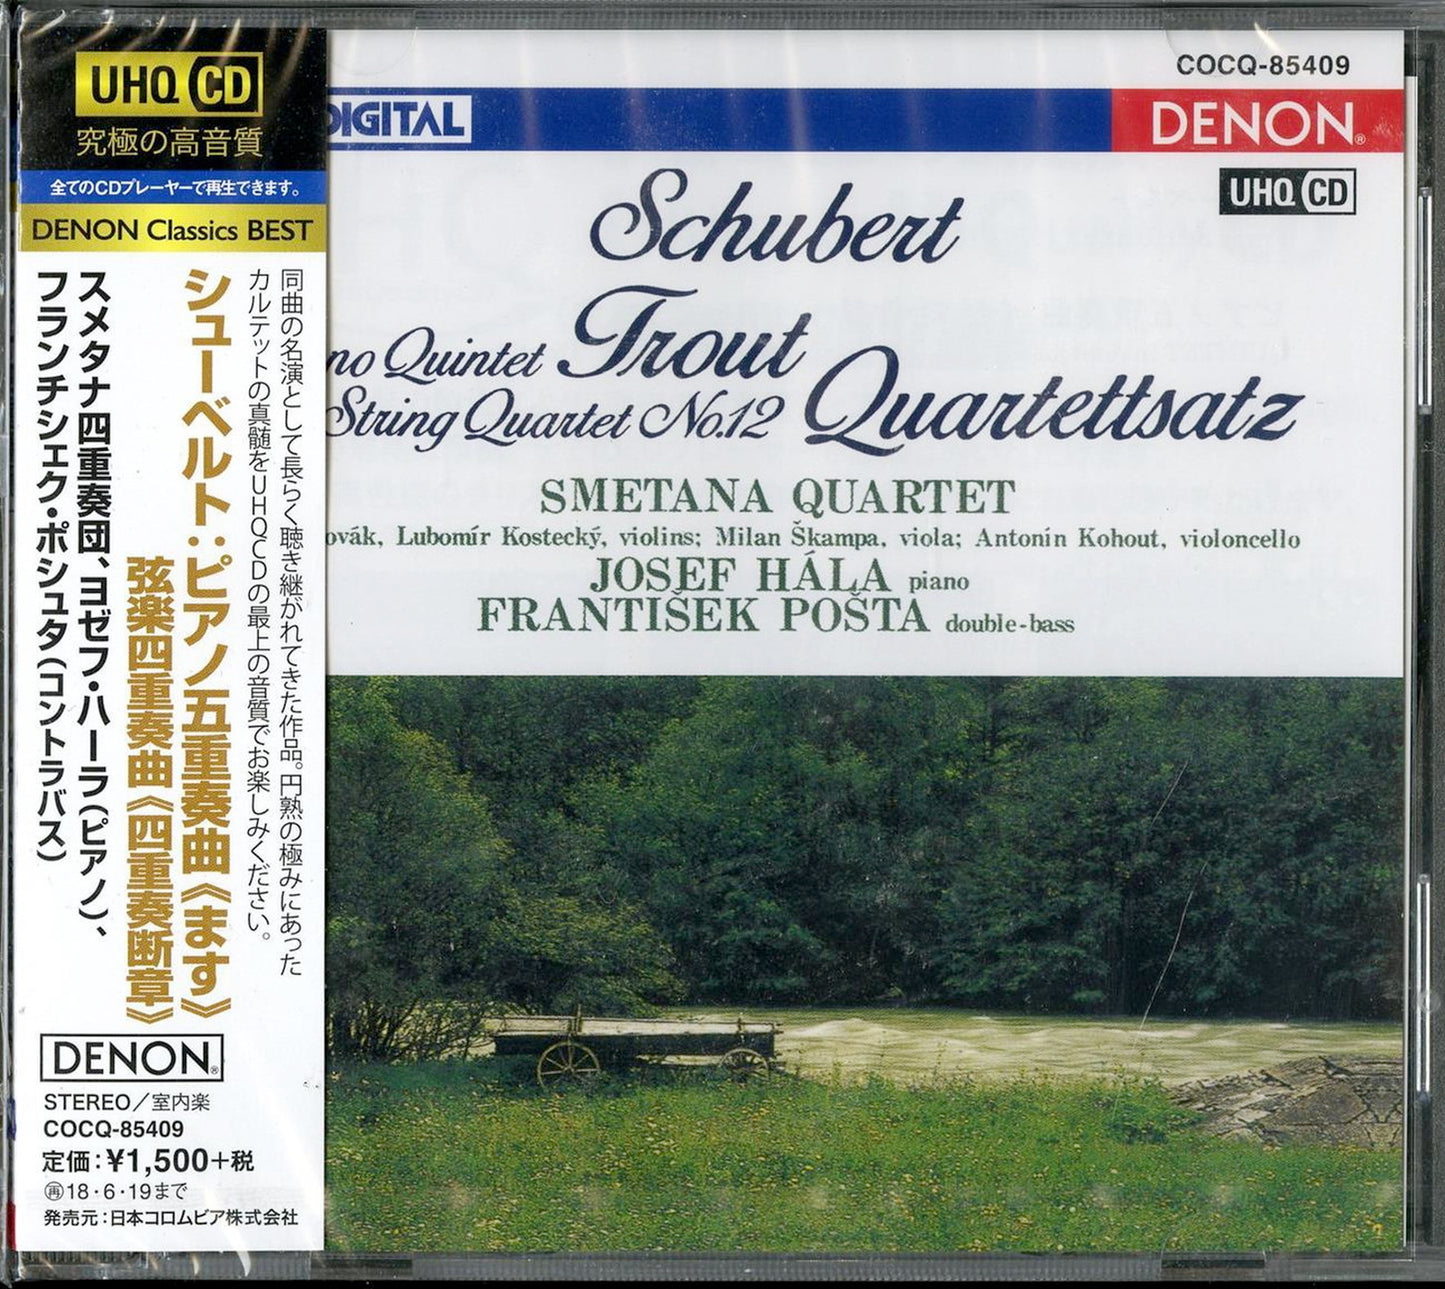 UHQ CD
究極の高音質
全てのCDプレーヤーで再生できます。
DENON Classics BEST
同曲の名演として長らく聴き継がれてきた作品。円熟の極みにあった
カルテットの真髄をUHQCDの最上の音質でお楽しみください。
シューベルト:ピアノ五重奏曲《ます》
弦楽四重奏曲《四重奏断章》
スメタナ四重奏団、ヨゼフ・ハーラ(ピアノ)、
フランチシェク・ポシュタ(コントラバス)
DENON®
STEREO/室内楽
COCQ-85409
定価:¥1,500+税
㊢18・6・19まで
発売元:日本コロムビア株式会社
COCQ-85409
DIGITAL
DENON®
UHQ CD
Schubert
no Quintet Trout
String Quartet No.12 Quartettsatz
SMETANA QUARTET
ovák, Lubomír Kostecký, violins; Milan Škampa, viola; Antonín Kohout, violoncello
JOSEF HÁLA piano
FRANTIŠEK POŠTA double-bass